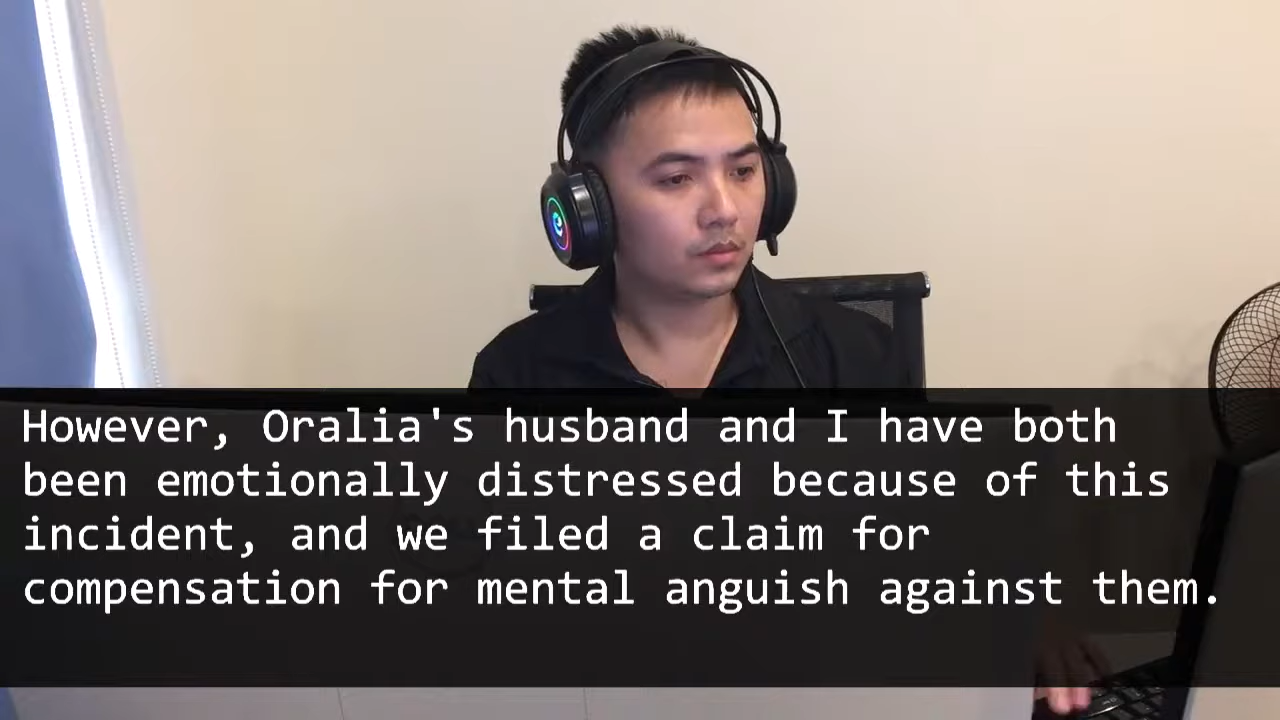 However, Oralia's husband and I have both
been emotionally distressed because of this
incident, and we filed a claim for
compensation for mental anguish against them.